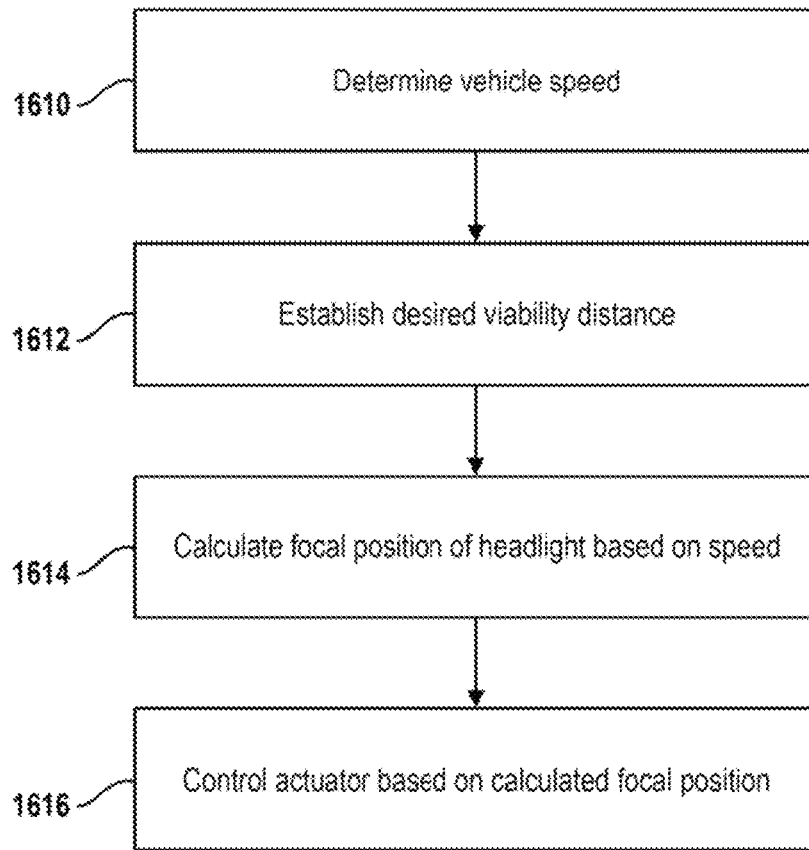 Determine vehicle speed
1610
Establish desired viability distance
1612
Calculate focal position of headlight based on speed
1614
Control actuator based on calculated focal position
1616